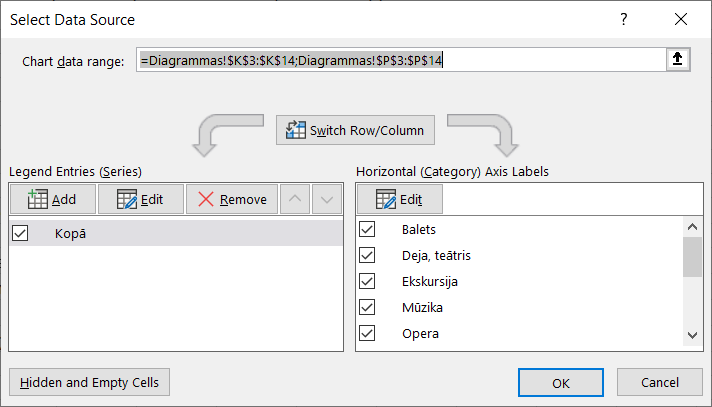 Select Data Source
?
Chart data range: =Diagrammas!$K$3:$K$14;Diagrammas!$P$3:$P$14
Switch Row/Column
Legend Entries (Series)
Add Edit Remove
Kopā
Horizontal (Category) Axis Labels
Edit
Balets
Deja, teātris
Ekskursija
Mūzika
Opera
Hidden and Empty Cells
OK Cancel